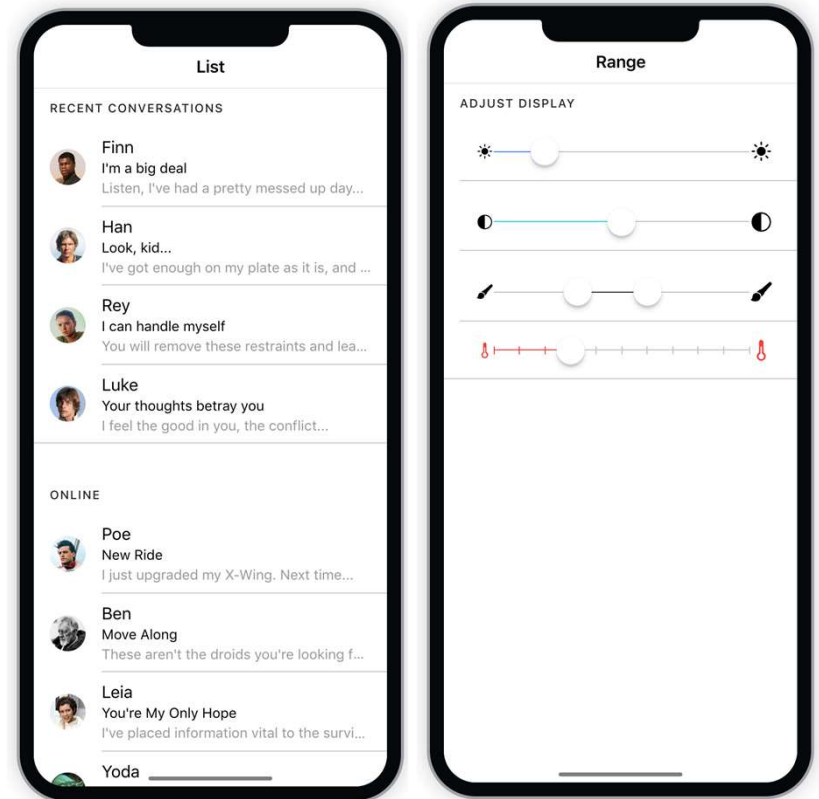 List
RECENT CONVERSATIONS
Finn
I'm a big deal
Listen, I've had a pretty messed up day...
Han
Look, kid...
I've got enough on my plate as it is, and ...
Rey
I can handle myself
You will remove these restraints and lea...
Luke
Your thoughts betray you
I feel the good in you, the conflict...
ONLINE
Poe
New Ride
I just upgraded my X-Wing. Next time...
Ben
Move Along
These aren't the droids you're looking f...
Leia
You're My Only Hope
I've placed information vital to the survi...
Yoda
Range
ADJUST DISPLAY